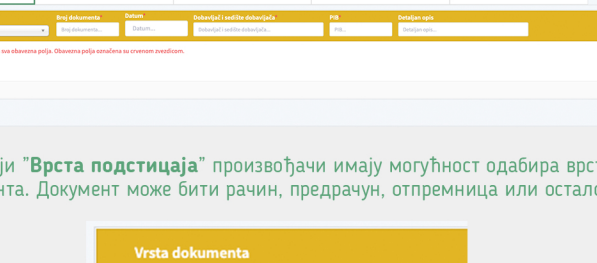 Broj dokumenta* Datum* Dobavljač i sedište dobavljača* PIB* Detaljan opis
Broj dokumenta... Datum... Dobavljač i sedište dobavljača... PIB... Detaljan opis...
sva obavezna polja. Obavezna polja označena su crvenom zvezdicom.
ји "Врста подстицаја" произвођачи имају могућност одабира врст
нта. Документ може бити рачин, предрачун, отпремница или остало
Vrsta dokumenta